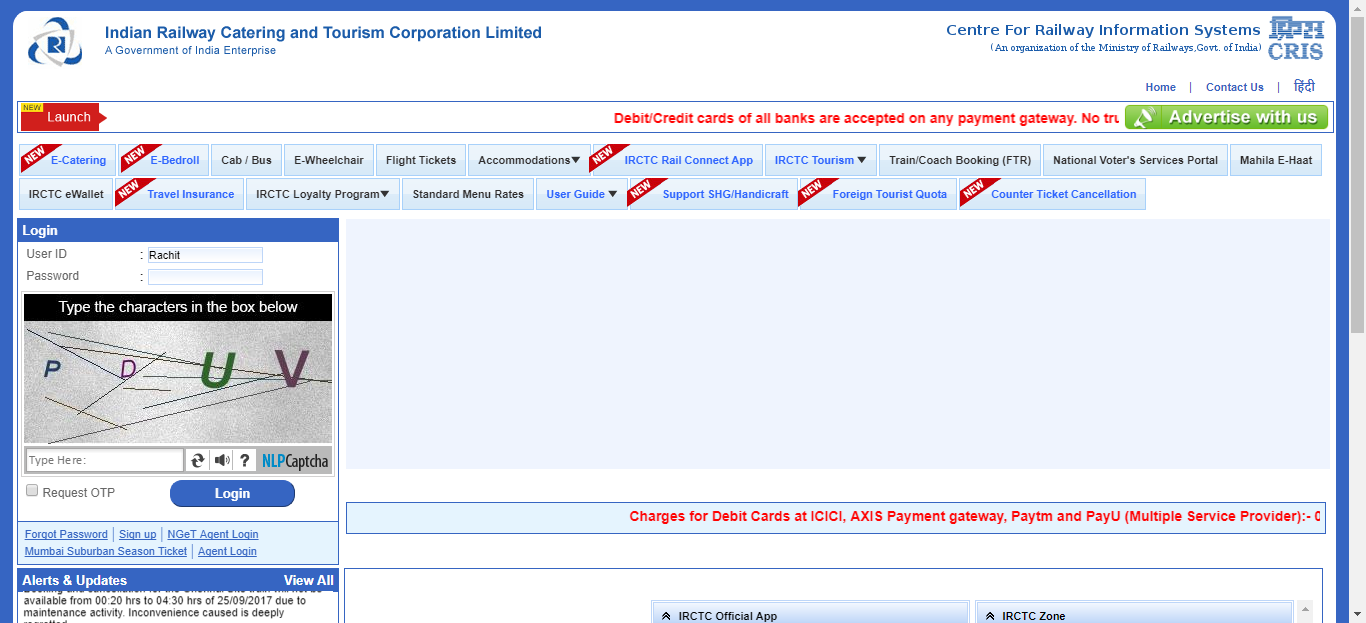 Indian Railway Catering and Tourism Corporation Limited
A Government of India Enterprise
Centre For Railway Information Systems
(An organization of the Ministry of Railways,Govt. of India)
CRIS
Home | Contact Us | हिंदी
NEW
Launch
Debit/Credit cards of all banks are accepted on any payment gateway. No tru
Advertise with us
NEW E-Catering NEW E-Bedroll Cab / Bus E-Wheelchair Flight Tickets Accommodations▼ NEW IRCTC Rail Connect App IRCTC Tourism ▼ Train/Coach Booking (FTR) National Voter's Services Portal Mahila E-Haat
IRCTC eWallet NEW Travel Insurance IRCTC Loyalty Program▼ Standard Menu Rates User Guide ▼ NEW Support SHG/Handicraft NEW Foreign Tourist Quota NEW Counter Ticket Cancellation
Login
User ID : Rachit
Password :
Type the characters in the box below
P D U V
Type Here: ? NLPCaptcha
Request OTP Login
Forgot Password | Sign up | NGeT Agent Login
Mumbai Suburban Season Ticket | Agent Login
Charges for Debit Cards at ICICI, AXIS Payment gateway, Paytm and PayU (Multiple Service Provider):-
Alerts & Updates View All
available from 00:20 hrs to 04:30 hrs of 25/09/2017 due to
maintenance activity. Inconvenience caused is deeply
IRCTC Official App
IRCTC Zone